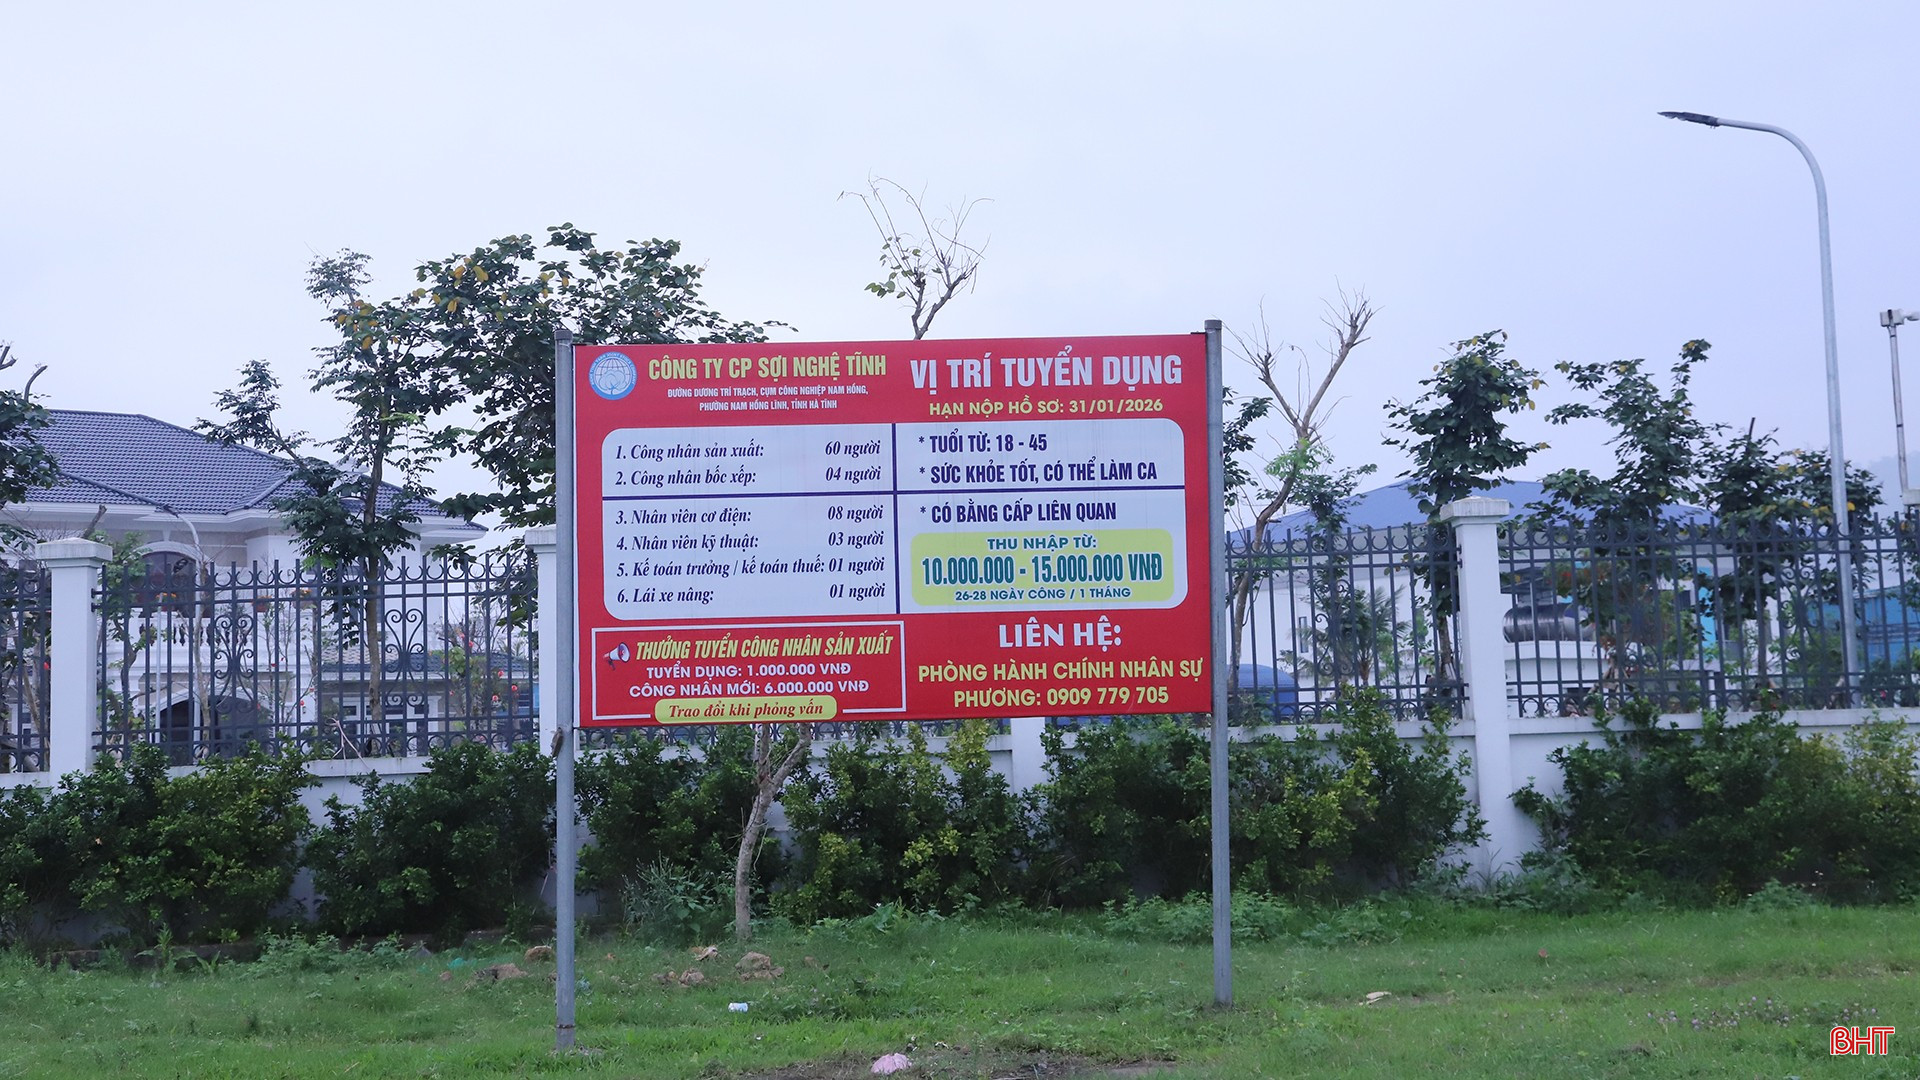 CÔNG TY CP SỢI NGHỆ TĨNH
ĐƯỜNG DƯƠNG TRÍ TRẠCH, CỤM CÔNG NGHIỆP NAM HỒNG,
PHƯỜNG NAM HỒNG LĨNH, TỈNH HÀ TĨNH
VỊ TRÍ TUYỂN DỤNG
HẠN NỘP HỒ SƠ: 31/01/2026
1. Công nhân sản xuất: 60 người
2. Công nhân bốc xếp: 04 người
* TUỔI TỪ: 18 - 45
* SỨC KHỎE TỐT, CÓ THỂ LÀM CA
3. Nhân viên cơ điện: 08 người
4. Nhân viên kỹ thuật: 03 người
5. Kế toán trưởng / kế toán thuế: 01 người
6. Lái xe nâng: 01 người
* CÓ BẰNG CẤP LIÊN QUAN
THU NHẬP TỪ:
10.000.000 - 15.000.000 VNĐ
26-28 NGÀY CÔNG / 1 THÁNG
THƯỞNG TUYỂN CÔNG NHÂN SẢN XUẤT
TUYỂN DỤNG: 1.000.000 VNĐ
CÔNG NHÂN MỚI: 6.000.000 VNĐ
Trao đổi khi phỏng vấn
LIÊN HỆ:
PHÒNG HÀNH CHÍNH NHÂN SỰ
PHƯƠNG: 0909 779 705
BHT